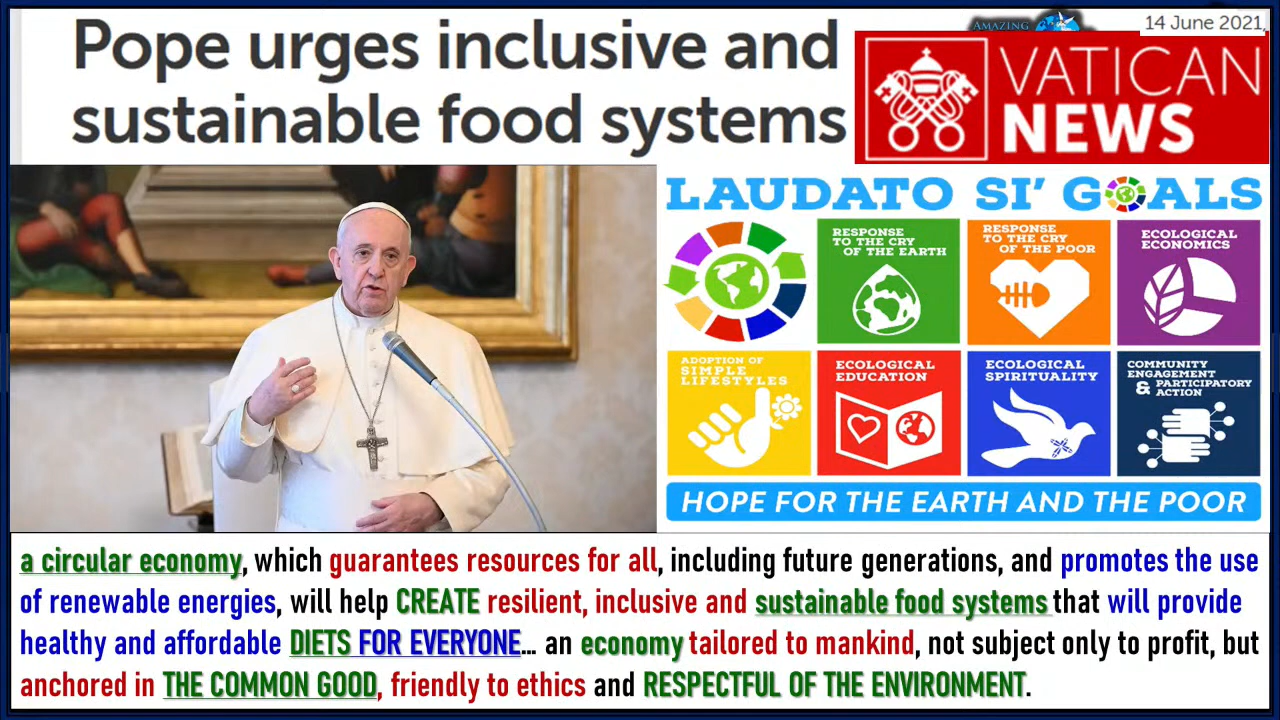 Pope urges inclusive and
sustainable food systems
AMAZING
14 June 2021,
VATICAN
NEWS
LAUDATO SI' GOALS
RESPONSE
TO THE CRY
OF THE EARTH
RESPONSE
TO THE CRY
OF THE POOR
ECOLOGICAL
ECONOMICS
ADOPTION OF
SIMPLE
LIFESTYLES
ECOLOGICAL
EDUCATION
ECOLOGICAL
SPIRITUALITY
COMMUNITY
ENGAGEMENT
& PARTICIPATORY
ACTION
HOPE FOR THE EARTH AND THE POOR
a circular economy, which guarantees resources for all, including future generations, and promotes the use
of renewable energies, will help CREATE resilient, inclusive and sustainable food systems that will provide
healthy and affordable DIETS FOR EVERYONE... an economy tailored to mankind, not subject only to profit, but
anchored in THE COMMON GOOD, friendly to ethics and RESPECTFUL OF THE ENVIRONMENT.